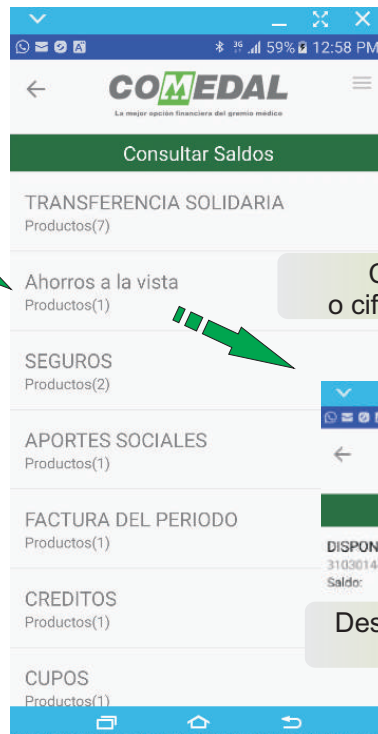 3G 59% 12:58 PM
COMEDAL
La mejor opción financiera del gremio médico
Consultar Saldos
TRANSFERENCIA SOLIDARIA
Productos(7)
Ahorros a la vista
Productos(1)
SEGUROS
Productos(2)
APORTES SOCIALES
Productos(1)
FACTURA DEL PERIODO
Productos(1)
CREDITOS
Productos(1)
CUPOS
Productos(1)
o cif
DISPON
3103014
Saldo:
Des